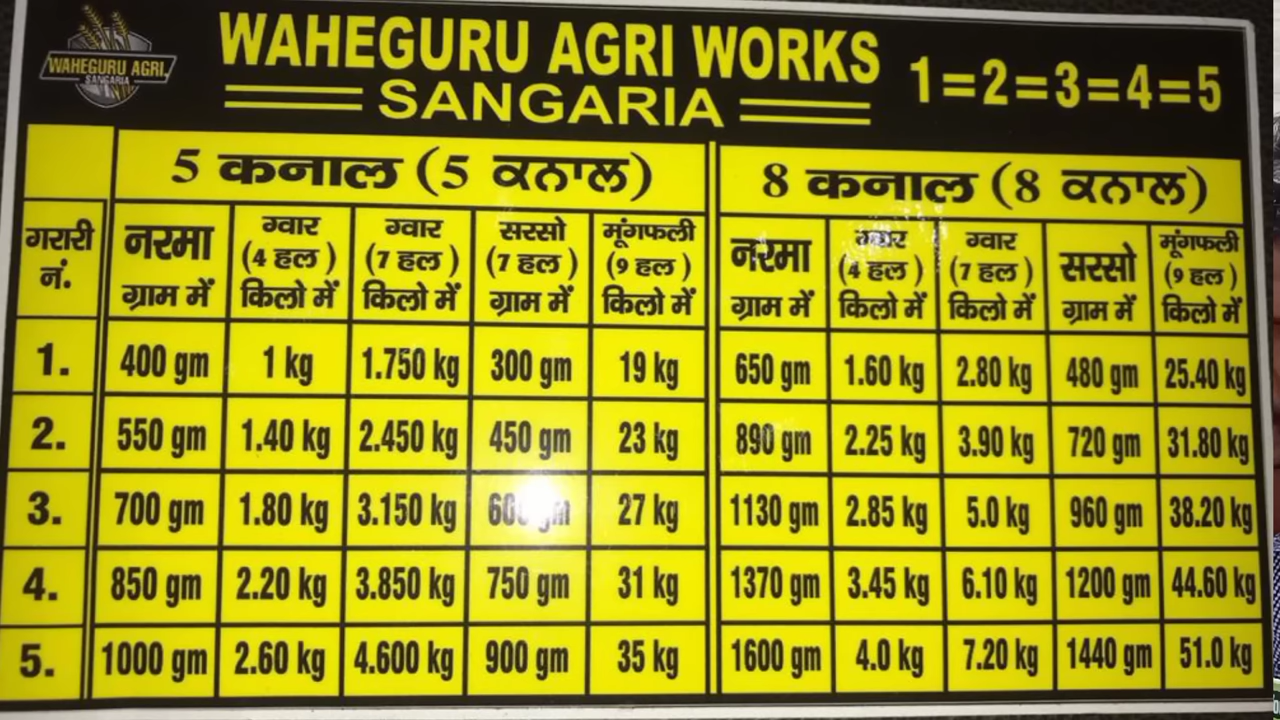 WAHEGURU AGRI
SANGARIA
WAHEGURU AGRI WORKS
SANGARIA
1=2=3=4=5
5 कनाल (5 ਕਨਾਲ) 8 कनाल (8 ਕਨਾਲ)
गरारी नं. नरमा ग्राम में ग्वार (4 हल) किलो में ग्वार (7 हल) किलो में सरसो (7 हल) ग्राम में मूंगफली (9 हल) किलो में नरमा ग्राम में ग्वार (4 हल) किलो में ग्वार (7 हल) किलो में सरसो ग्राम में मूंगफली (9 हल) किलो में
1. 400 gm 1 kg 1.750 kg 300 gm 19 kg 650 gm 1.60 kg 2.80 kg 480 gm 25.40 kg
2. 550 gm 1.40 kg 2.450 kg 450 gm 23 kg 890 gm 2.25 kg 3.90 kg 720 gm 31.80 kg
3. 700 gm 1.80 kg 3.150 kg 600 gm 27 kg 1130 gm 2.85 kg 5.0 kg 960 gm 38.20 kg
4. 850 gm 2.20 kg 3.850 kg 750 gm 31 kg 1370 gm 3.45 kg 6.10 kg 1200 gm 44.60 kg
5. 1000 gm 2.60 kg 4.600 kg 900 gm 35 kg 1600 gm 4.0 kg 7.20 kg 1440 gm 51.0 kg